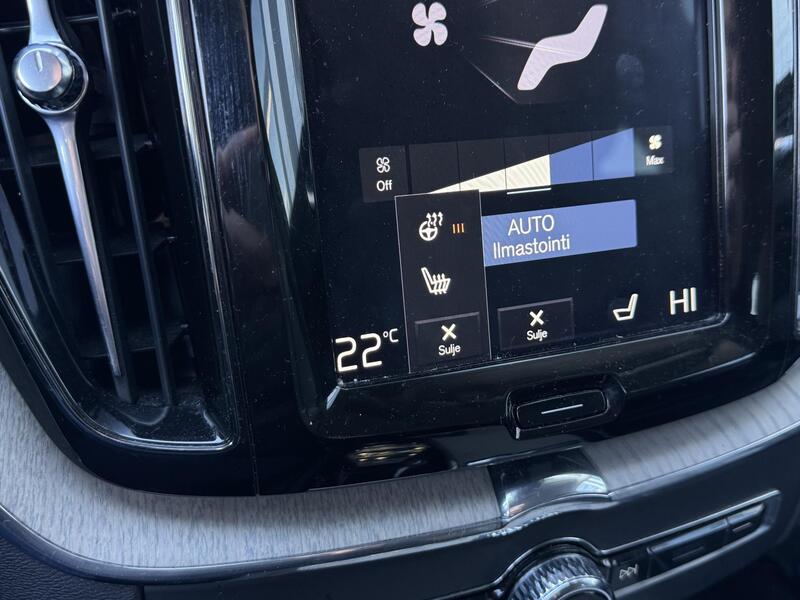 Off
Max
AUTO
Ilmastointi
22°C
Sulje
Sulje
HI